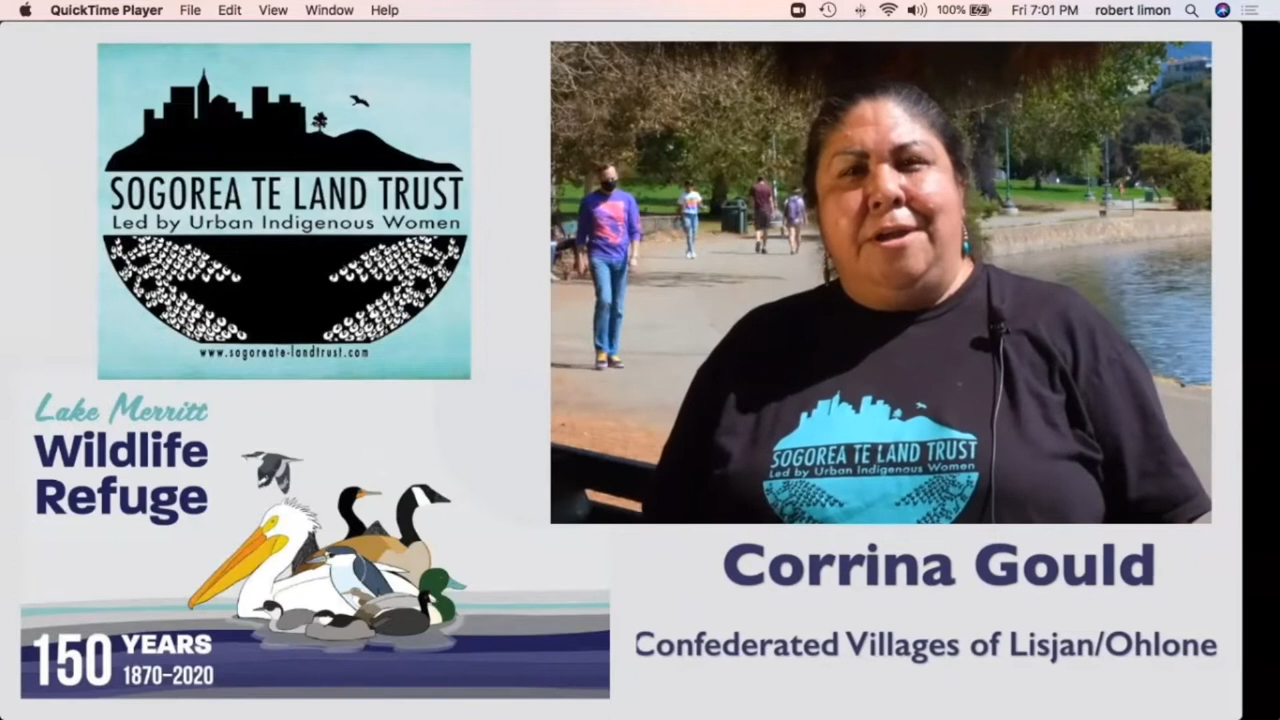 QuickTime Player File Edit View Window Help 100% Fri 7:01 PM robert limon
SOGOREA TE LAND TRUST
Led by Urban Indigenous Women
www.sogoreate-landtrust.com
Lake Merritt
Wildlife
Refuge
150 YEARS
1870-2020
SOGOREA TE LAND TRUST
Led by Urban Indigenous Women
Corrina Gould
Confederated Villages of Lisjan/Ohlone